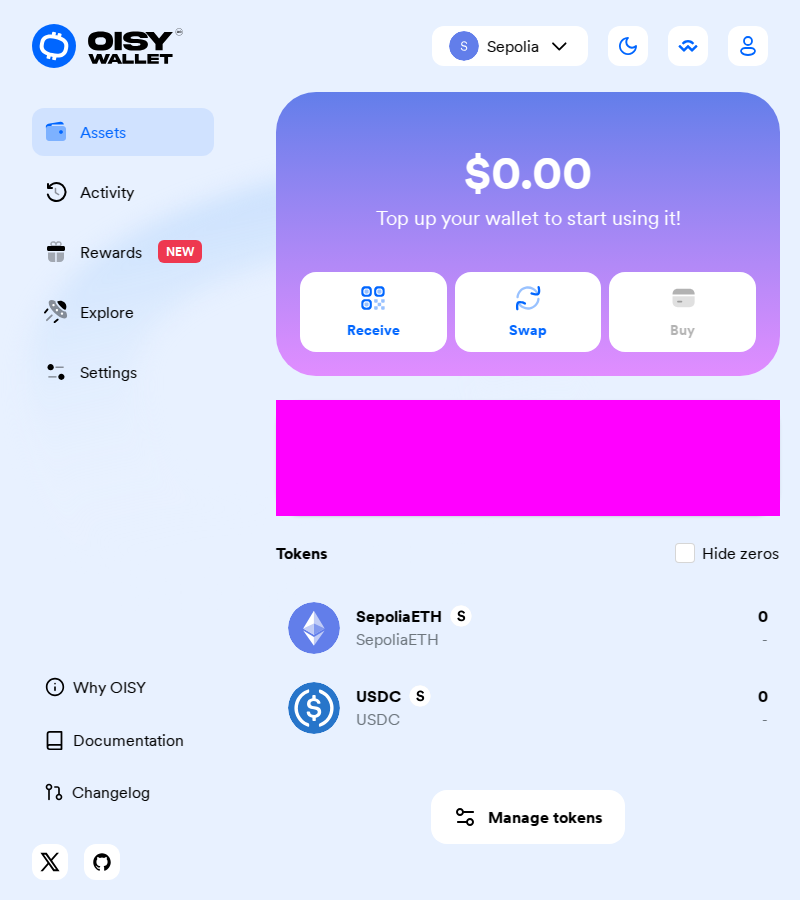 OISY
WALLET
S Sepolia
Assets
Activity
Rewards NEW
Explore
Settings
$0.00
Top up your wallet to start using it!
Receive
Swap
Buy
Tokens
Hide zeros
SepoliaETH S
0
SepoliaETH
-
USDC S
0
USDC
-
Manage tokens
Why OISY
Documentation
Changelog